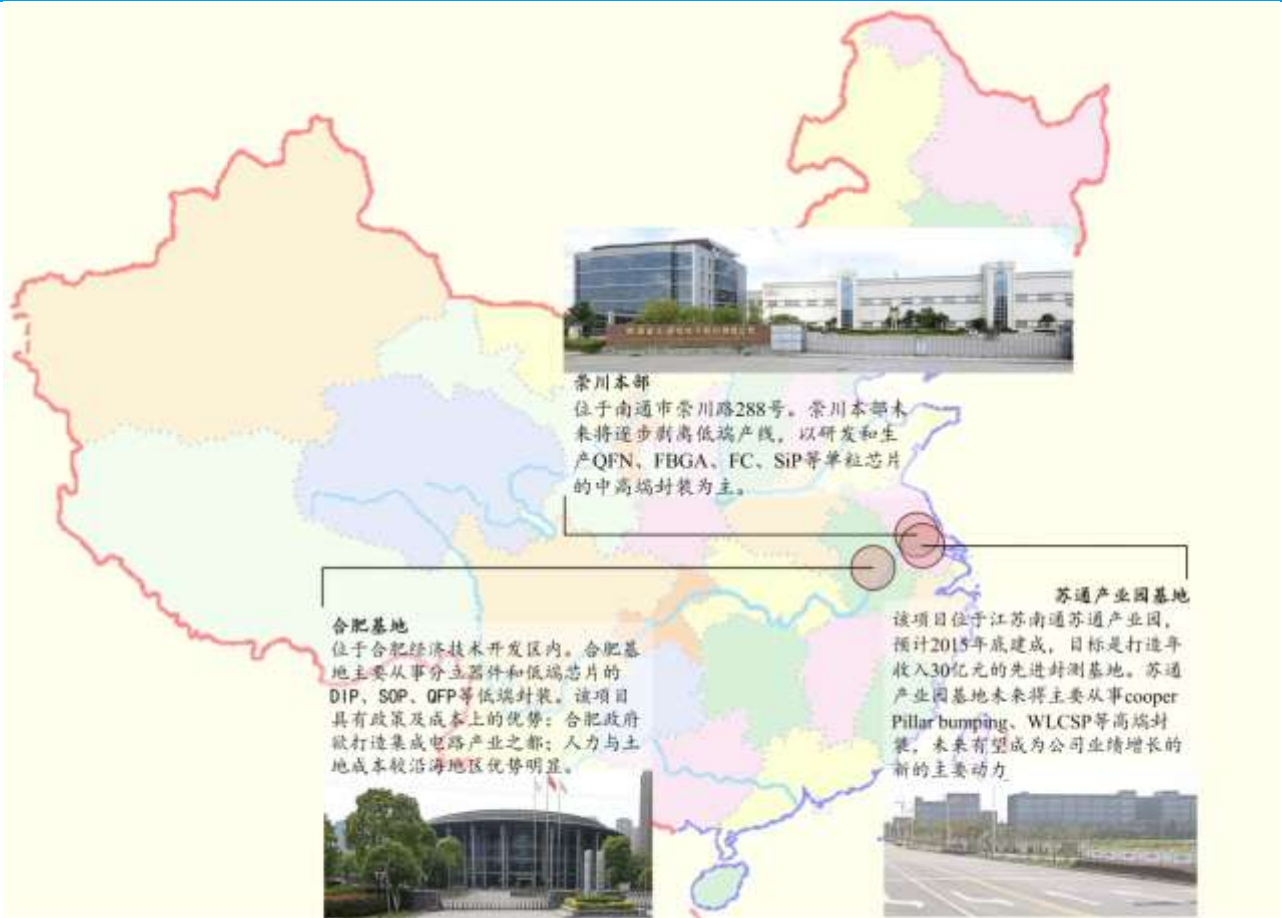 崇川本部
位于南通市崇川路288号。崇川本部未
来将逐步剥离低端产线，以研发和生
产QFN、FBGA、FC、SiP等单粒芯片
的中高端封装为主。
合肥基地
位于合肥经济技术开发区内。合肥基
地主要从事分立器件和低端芯片的
DIP、SOP、QFP等低端封装。该项目
具有政策及成本上的优势：合肥政府
欲打造集成电路产业之都；人力与土
地成本较沿海地区优势明显。
苏通产业园基地
该项目位于江苏南通苏通产业园，
预计2015年底建成，目标是打造年
收入30亿元的先进封测基地。苏通
产业园基地未来将主要从事cooper
Pillar bumping、WLCSP等高端封
装，未来有望成为公司业绩增长的
新的主要动力